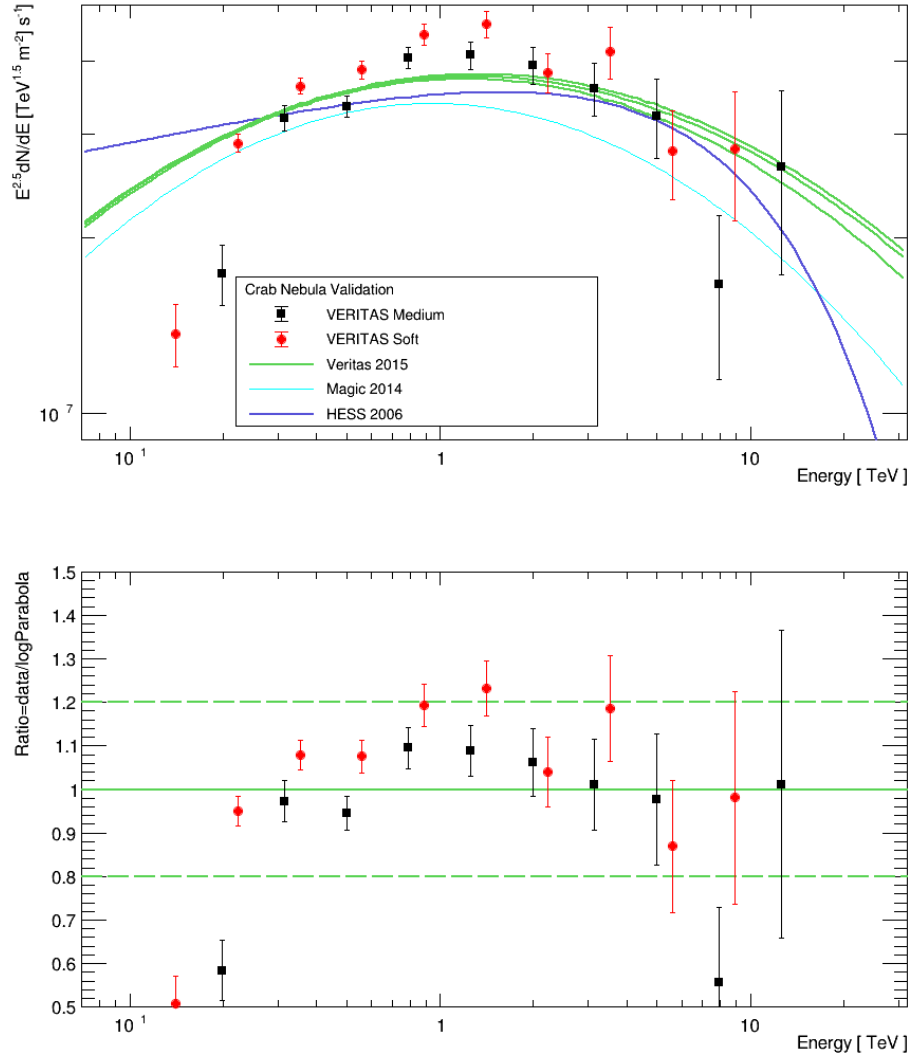 E^2.5 dN/dE [TeV^1.5 m^-2] s^-1]
10^-7
Crab Nebula Validation
VERITAS Medium
VERITAS Soft
Veritas 2015
Magic 2014
HESS 2006
10^1
1
10
Energy [ TeV]
Ratio=data/logParabola
1.5
1.4
1.3
1.2
1.1
1
0.9
0.8
0.7
0.6
0.5
10^1
1
10
Energy [ TeV]